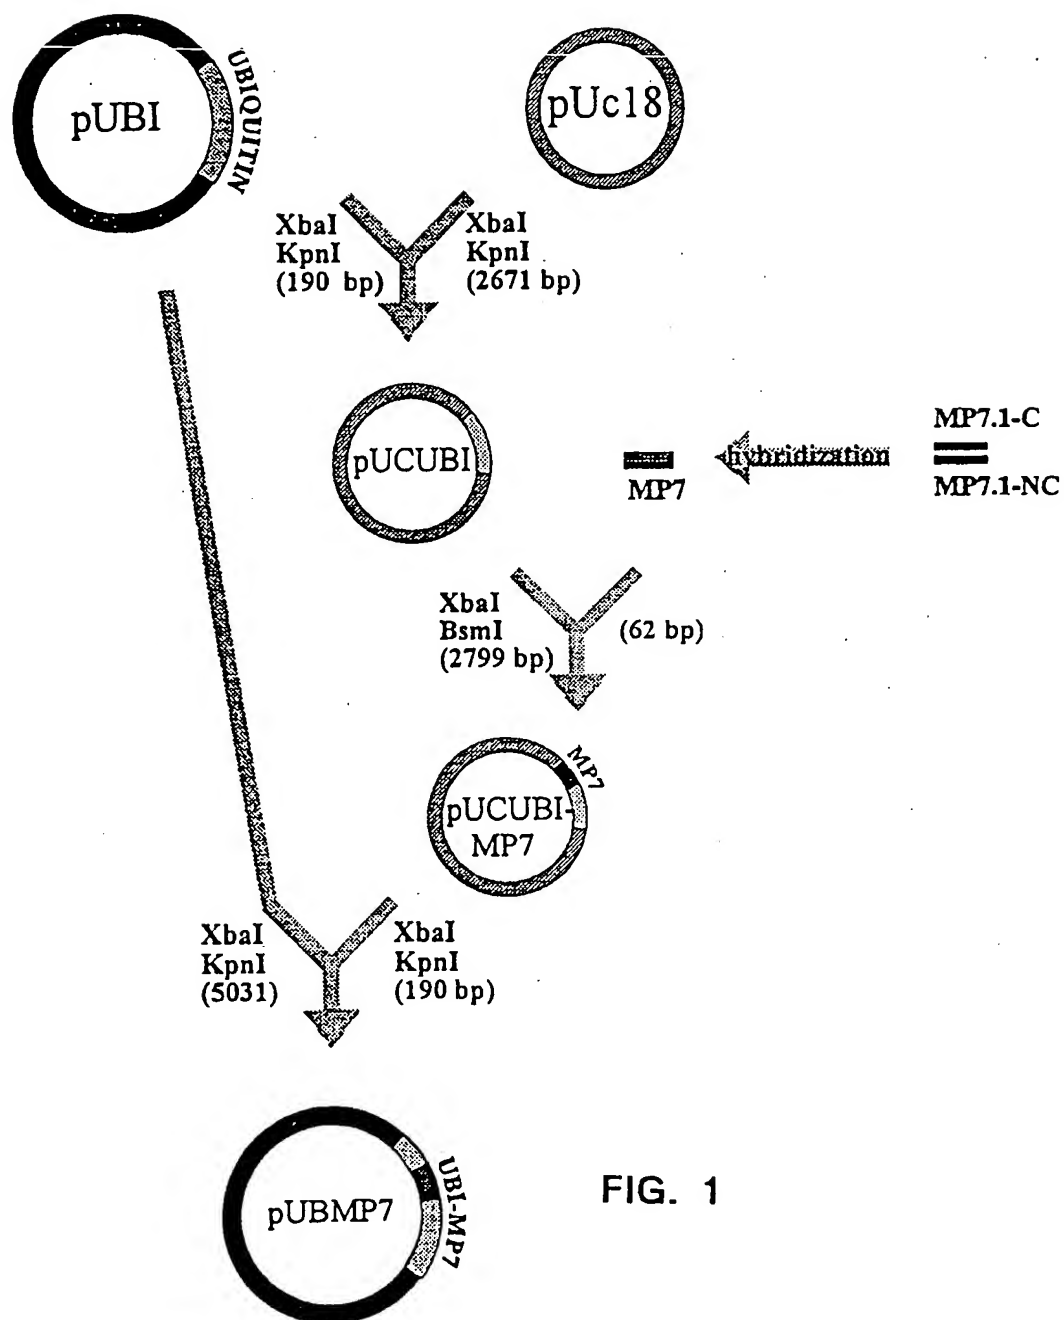 pUBI
UBIQUITIN
pUc18
XbaI
KpnI
(190 bp)
XbaI
KpnI
(2671 bp)
pUCUBI
MP7
hybridization
MP7.1-C
MP7.1-NC
XbaI
BsmI
(2799 bp)
(62 bp)
MP7
pUCUBI-
MP7
XbaI
KpnI
(5031)
XbaI
KpnI
(190 bp)
pUBMP7
UBI-MP7
FIG. 1